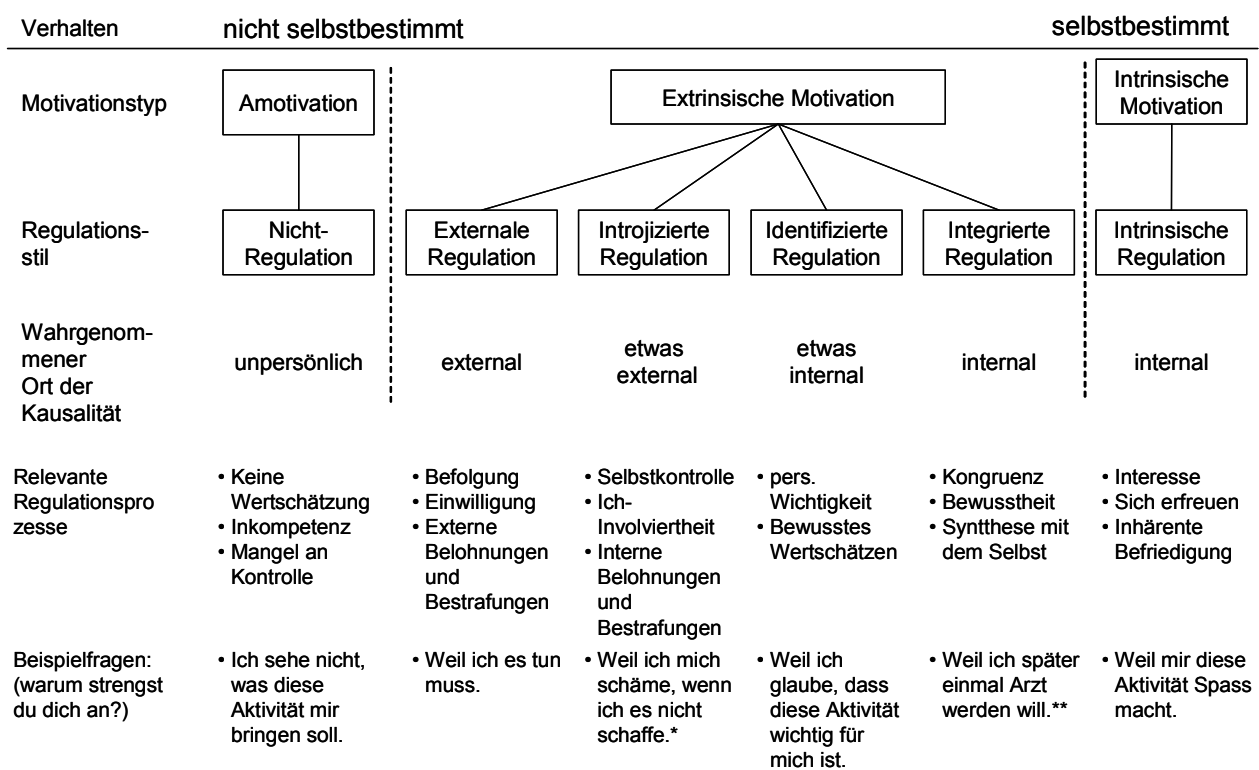 Verhalten
nicht selbstbestimmt
selbstbestimmt
Motivationstyp
Amotivation
Extrinsische Motivation
Intrinsische
Motivation
Regulations-
stil
Nicht-
Regulation
Externale
Regulation
Introjizierte
Regulation
Identifizierte
Regulation
Integrierte
Regulation
Intrinsische
Regulation
Wahrgenom-
mener
Ort der
Kausalität
unpersönlich
external
etwas
external
etwas
internal
internal
internal
Relevante
Regulationspro
zesse
• Keine
Wertschätzung
• Inkompetenz
• Mangel an
Kontrolle
• Befolgung
• Einwilligung
• Externe
Belohnungen
und
Bestrafungen
• Selbstkontrolle
• Ich-
Involviertheit
• Interne
Belohnungen
und
Bestrafungen
• pers.
Wichtigkeit
• Bewusstes
Wertschätzen
• Kongruenz
• Bewusstheit
• Syntthese mit
dem Selbst
• Interesse
• Sich erfreuen
• Inhärente
Befriedigung
Beispielfragen:
(warum strengst
du dich an?)
• Ich sehe nicht,
was diese
Aktivität mir
bringen soll.
• Weil ich es tun
muss.
• Weil ich mich
schäme, wenn
ich es nicht
schaffe.*
• Weil ich
glaube, dass
diese Aktivität
wichtig für
mich ist.
• Weil ich später
einmal Arzt
werden will.**
• Weil mir diese
Aktivität Spass
macht.